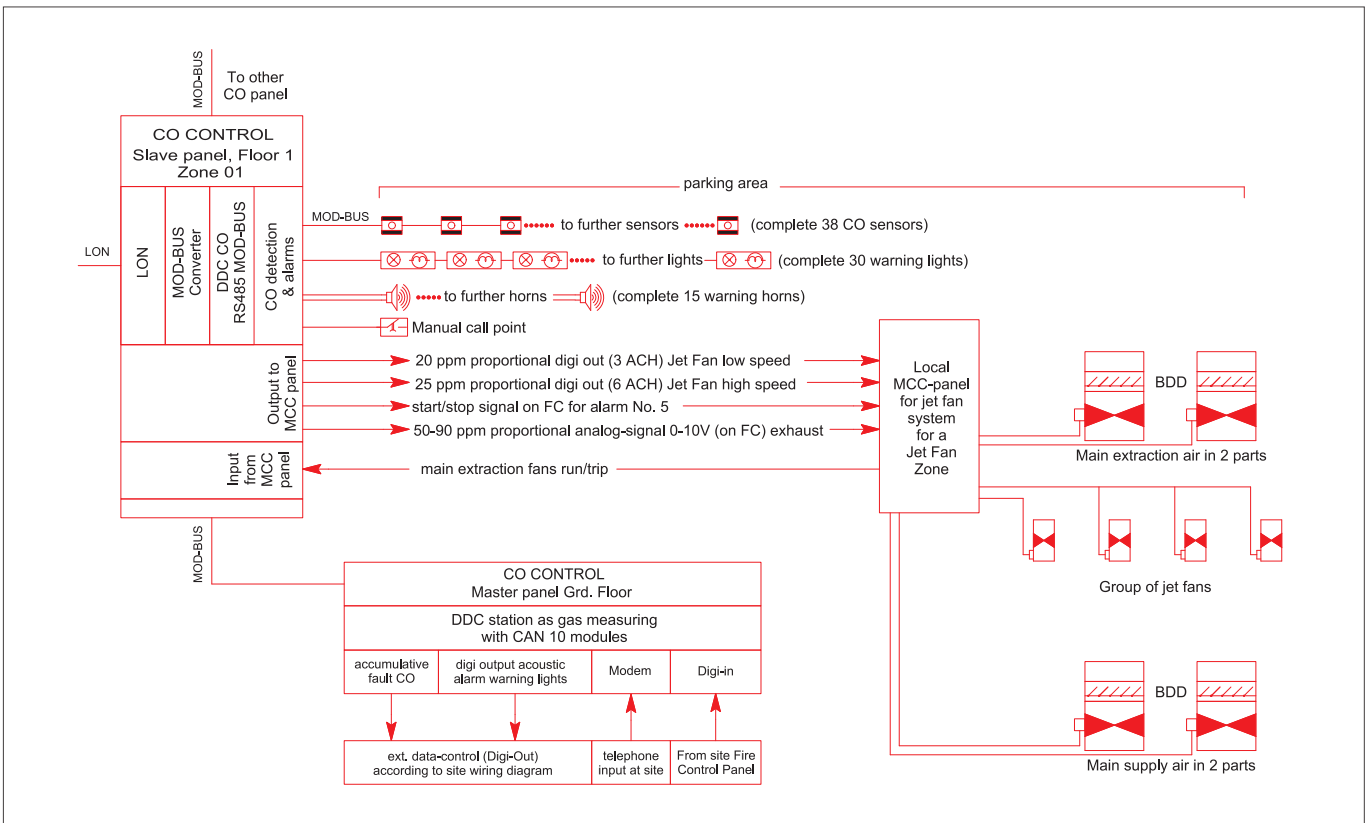 MOD-BUS
To other
CO panel
CO CONTROL
Slave panel, Floor 1
Zone 01
LON
LON
MOD-BUS
Converter
DDC CO
RS485 MOD-BUS
CO detection
& alarms
parking area
MOD-BUS
to further sensors
(complete 38 CO sensors)
to further lights
(complete 30 warning lights)
to further horns
(complete 15 warning horns)
Manual call point
Output to
MCC panel
20 ppm proportional digi out (3 ACH) Jet Fan low speed
25 ppm proportional digi out (6 ACH) Jet Fan high speed
start/stop signal on FC for alarm No. 5
50-90 ppm proportional analog-signal 0-10V (on FC) exhaust
Input
from
MCC
panel
main extraction fans run/trip
Local
MCC-panel
for jet fan
system
for a
Jet Fan
Zone
BDD
Main extraction air in 2 parts
Group of jet fans
BDD
Main supply air in 2 parts
MOD-BUS
CO CONTROL
Master panel Grd. Floor
DDC station as gas measuring
with CAN 10 modules
accumulative
fault CO
digi output acoustic
alarm warning lights
Modem
Digi-in
ext. data-control (Digi-Out)
according to site wiring diagram
telephone
input at site
From site Fire
Control Panel